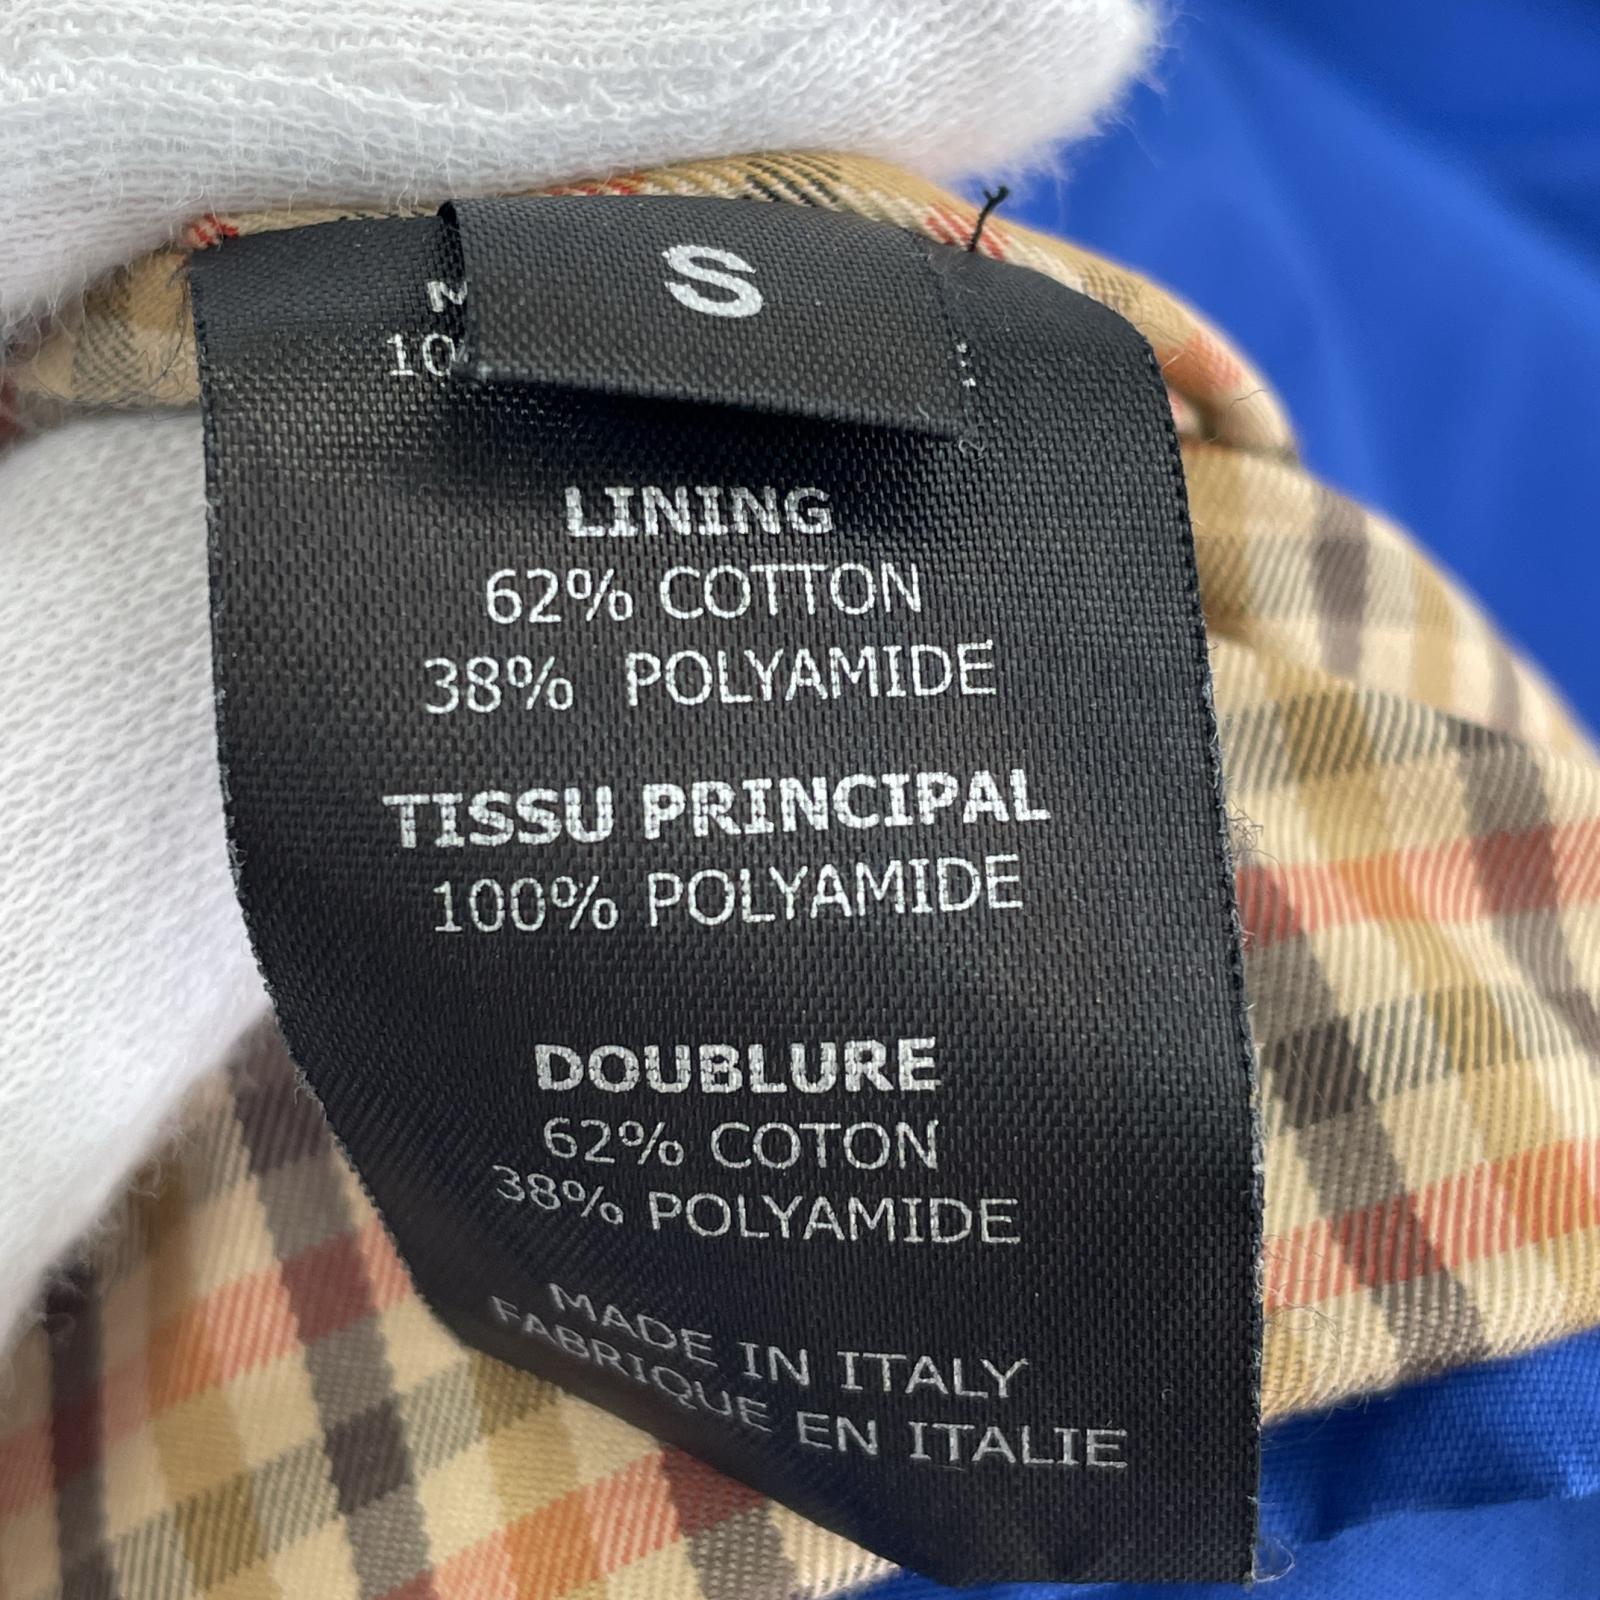 S
LINING
62% COTTON
38% POLYAMIDE
TISSU PRINCIPAL
100% POLYAMIDE
DOUBLURE
62% COTON
38% POLYAMIDE
MADE IN ITALY
FABRIQUE EN ITALIE